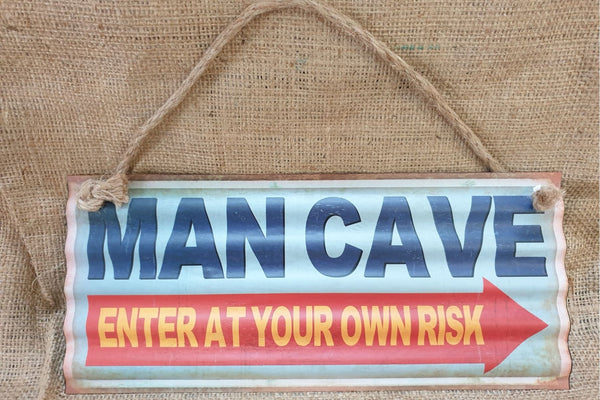 MAN CAVE
ENTER AT YOUR OWN RISK